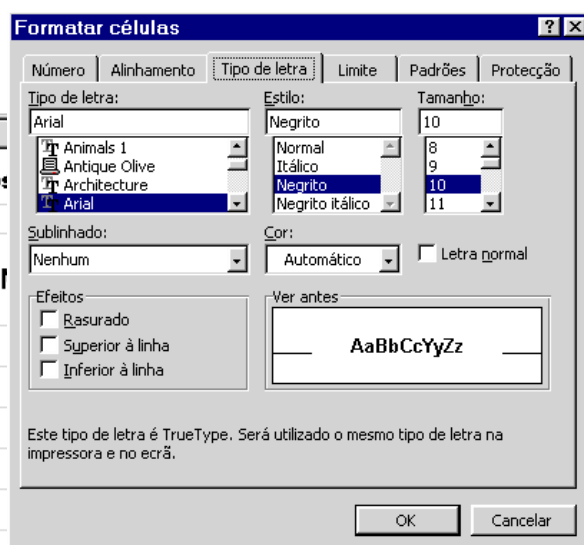 Formatar células
Número Alinhamento Tipo de letra Limite Padrões Protecção
Tipo de letra: Estilo: Tamanho:
Arial Negrito 10
Animals 1 Normal 8
Antique Olive Itálico 9
Architecture Negrito 10
Arial Negrito itálico 11
Sublinhado: Cor:
Nenhum Automático Letra normal
Efeitos Ver antes
Rasurado
Superior à linha AaBbCcYyZz
Inferior à linha
Este tipo de letra é TrueType. Será utilizado o mesmo tipo de letra na
impressora e no ecrã.
OK Cancelar